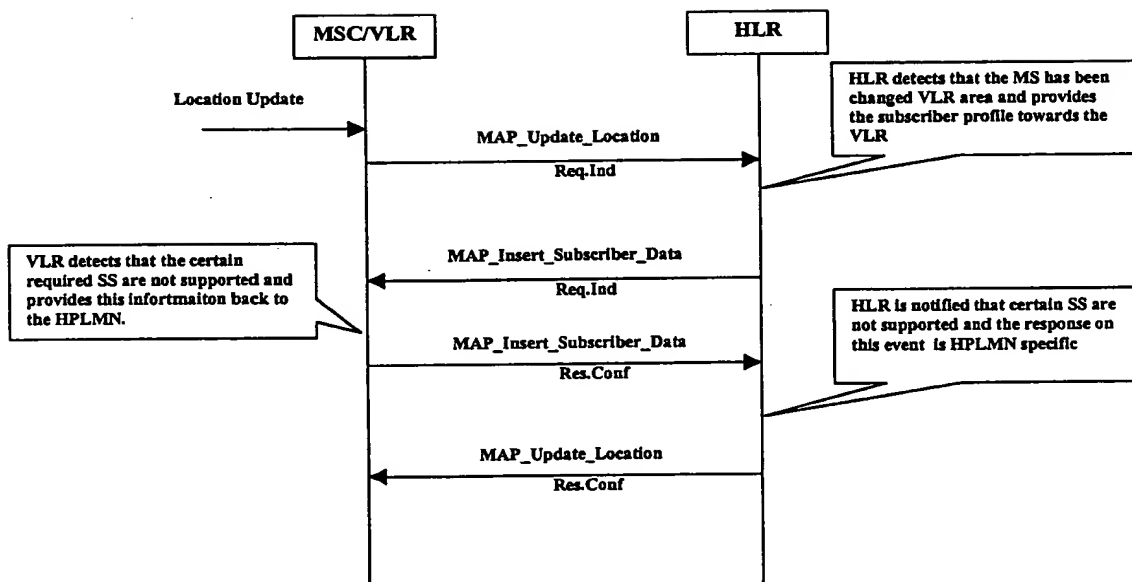 MSC/VLR
HLR
HLR detects that the MS has been
changed VLR area and provides
the subscriber profile towards the
VLR
Location Update
MAP_Update_Location
Req.Ind
VLR detects that the certain
required SS are not supported and
provides this infortmaiton back to
the HPLMN.
MAP_Insert_Subscriber_Data
Req.Ind
HLR is notified that certain SS are
not supported and the response on
this event is HPLMN specific
MAP_Insert_Subscriber_Data
Res.Conf
MAP_Update_Location
Res.Conf